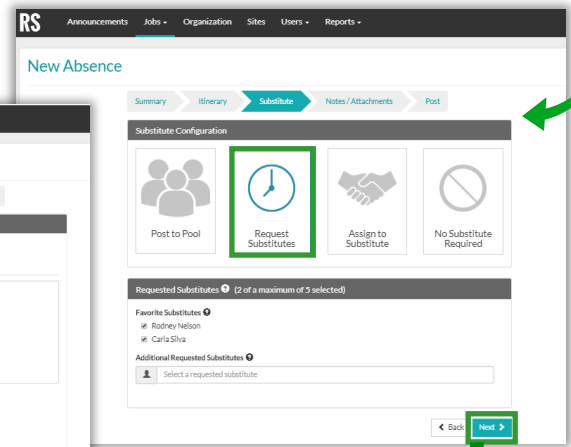 RS Announcements Jobs Organization Sites Users Reports
New Absence
Summary Itinerary Substitute Notes / Attachments Post
Substitute Configuration
Post to Pool
Request
Substitutes
Assign to
Substitute
No Substitute
Required
Requested Substitutes ? (2 of a maximum of 5 selected)
Favorite Substitutes ?
Rodney Nelson
Carla Silva
Additional Requested Substitutes ?
Select a requested substitute
Back Next